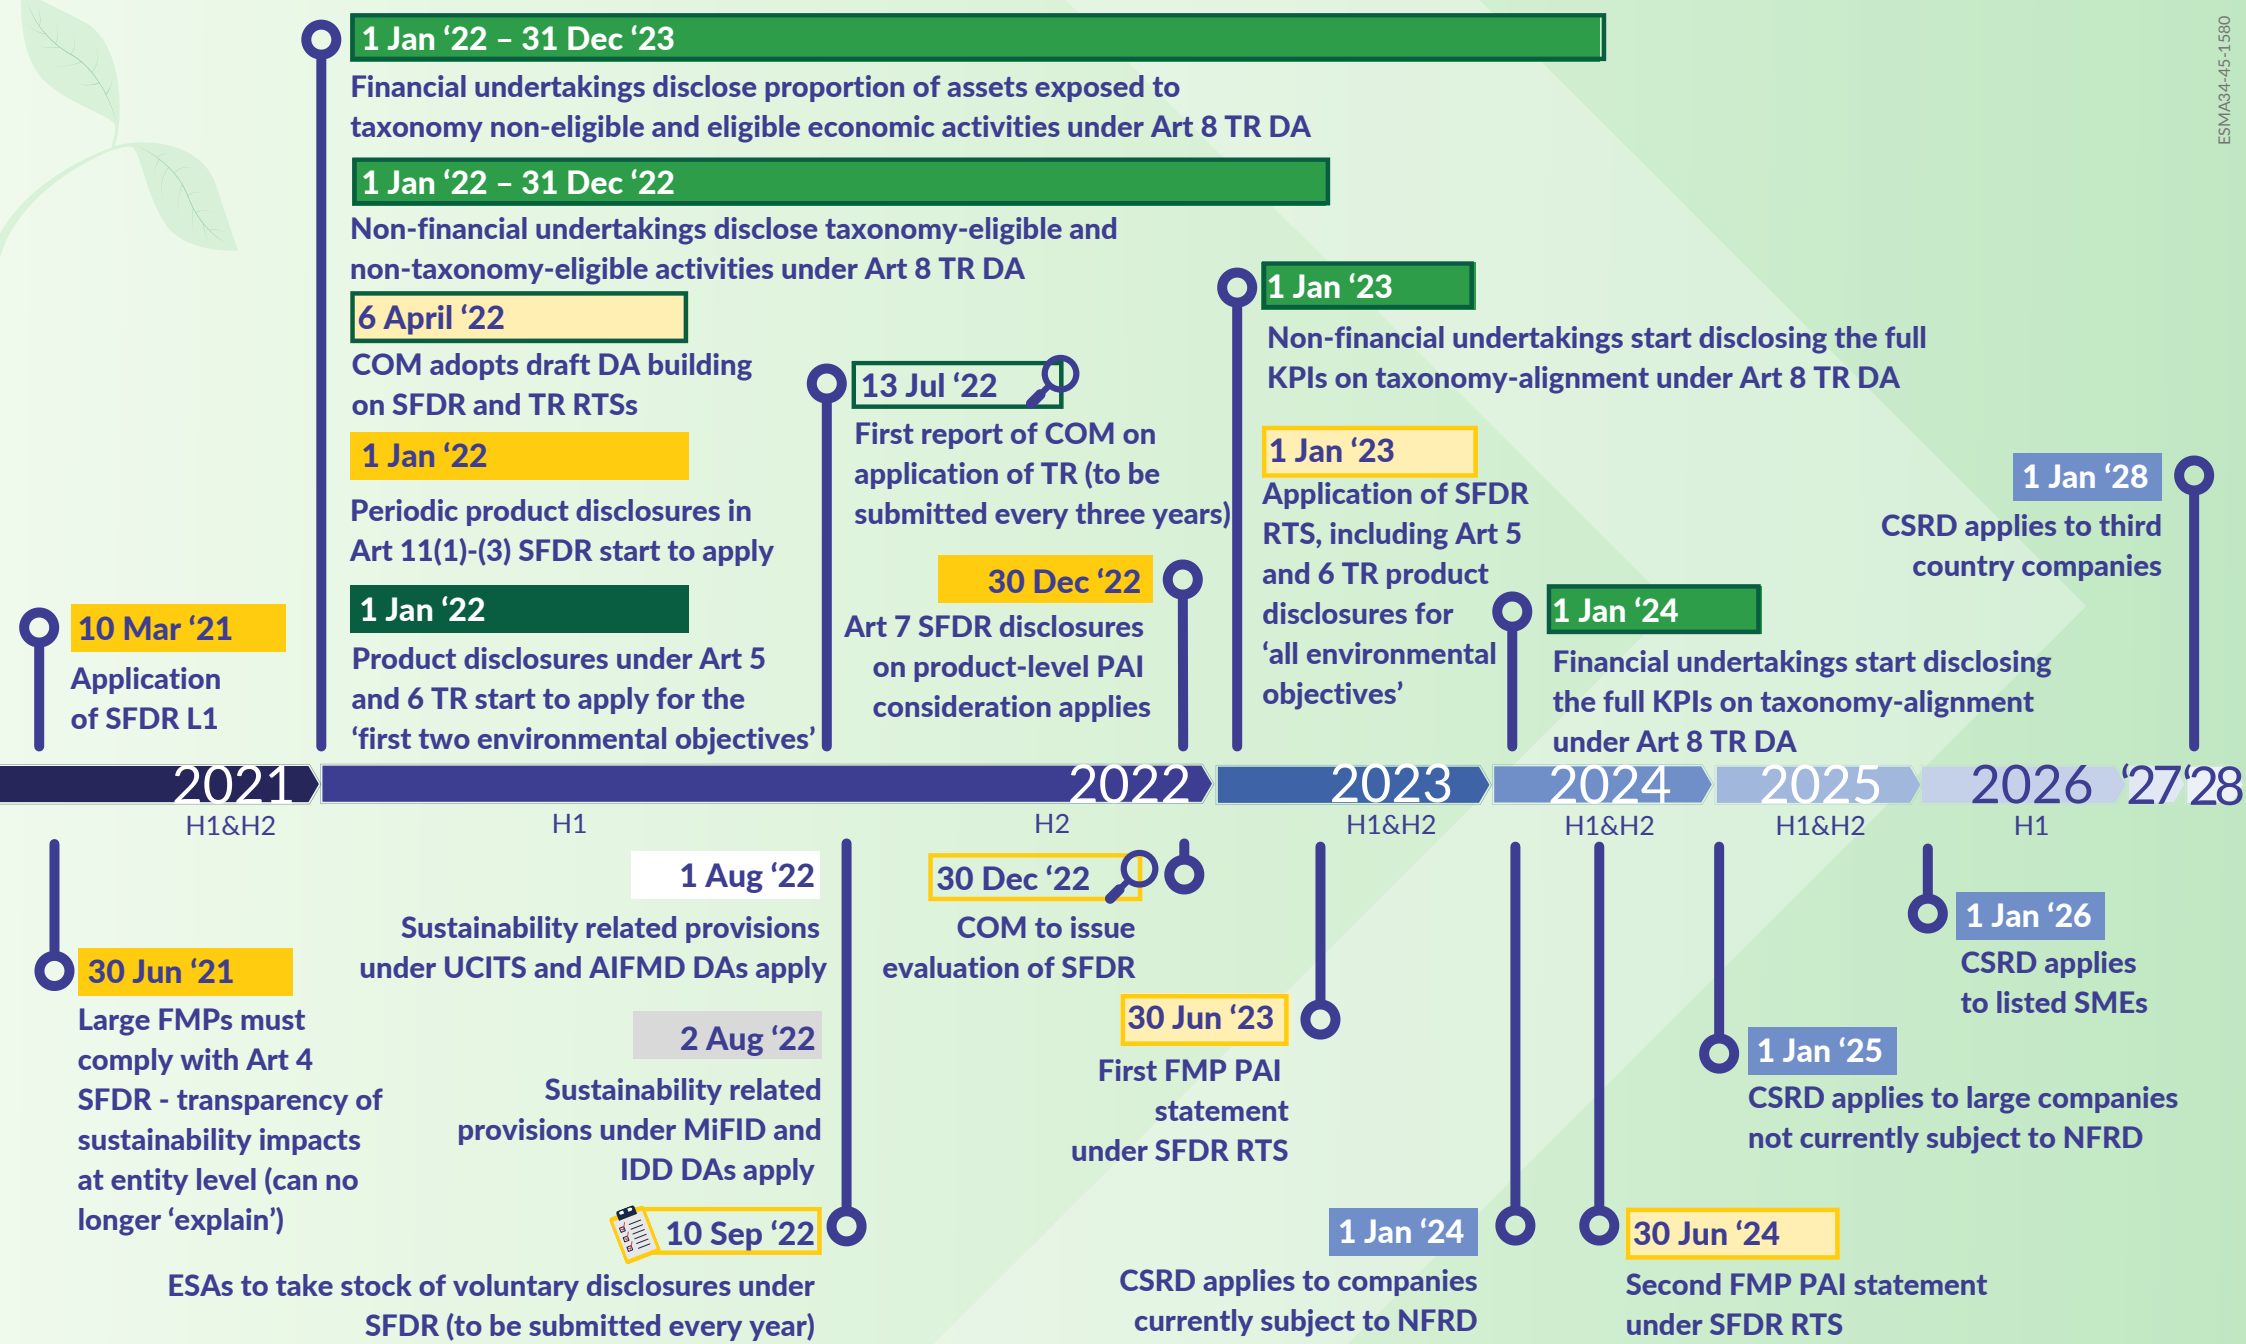 ESMA34-45-1580
1 Jan ‘22 – 31 Dec ‘23
Financial undertakings disclose proportion of assets exposed to
taxonomy non-eligible and eligible economic activities under Art 8 TR DA
1 Jan ‘22 – 31 Dec ‘22
Non-financial undertakings disclose taxonomy-eligible and
non-taxonomy-eligible activities under Art 8 TR DA
6 April ‘22
COM adopts draft DA building
on SFDR and TR RTSs
1 Jan ‘22
Periodic product disclosures in
Art 11(1)-(3) SFDR start to apply
1 Jan ‘22
Product disclosures under Art 5
and 6 TR start to apply for the
‘first two environmental objectives’
10 Mar ‘21
Application
of SFDR L1
13 Jul ‘22
First report of COM on
application of TR (to be
submitted every three years)
30 Dec ‘22
Art 7 SFDR disclosures
on product-level PAI
consideration applies
1 Jan ‘23
Non-financial undertakings start disclosing the full
KPIs on taxonomy-alignment under Art 8 TR DA
1 Jan ‘23
Application of SFDR
RTS, including Art 5
and 6 TR product
disclosures for
‘all environmental
objectives’
1 Jan ‘24
Financial undertakings start disclosing
the full KPIs on taxonomy-alignment
under Art 8 TR DA
1 Jan ‘28
CSRD applies to third
country companies
2021 2022 2023 2024 2025 2026 ‘27 ‘28
H1&H2 H1 H2 H1&H2 H1&H2 H1&H2 H1
30 Jun ‘21
Large FMPs must
comply with Art 4
SFDR - transparency of
sustainability impacts
at entity level (can no
longer ‘explain’)
1 Aug ‘22
Sustainability related provisions
under UCITS and AIFMD DAs apply
2 Aug ‘22
Sustainability related
provisions under MiFID and
IDD DAs apply
10 Sep ‘22
ESAs to take stock of voluntary disclosures under
SFDR (to be submitted every year)
30 Dec ‘22
COM to issue
evaluation of SFDR
30 Jun ‘23
First FMP PAI
statement
under SFDR RTS
1 Jan ‘24
CSRD applies to companies
currently subject to NFRD
30 Jun ‘24
Second FMP PAI statement
under SFDR RTS
1 Jan ‘25
CSRD applies to large companies
not currently subject to NFRD
1 Jan ‘26
CSRD applies
to listed SMEs